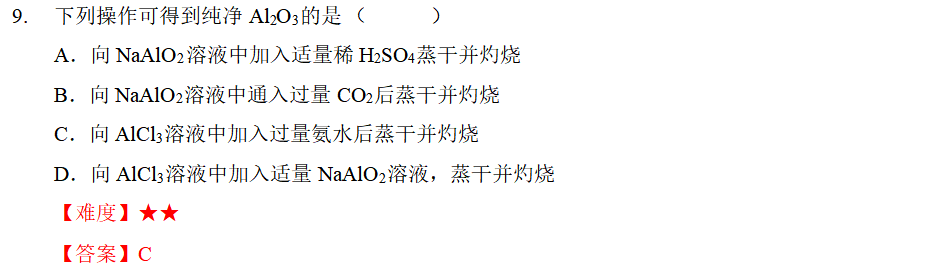 9. 下列操作可得到纯净 Al₂O₃的是（　　　）
A．向 NaAlO₂溶液中加入适量稀 H₂SO₄蒸干并灼烧
B．向 NaAlO₂溶液中通入过量 CO₂后蒸干并灼烧
C．向 AlCl₃溶液中加入过量氨水后蒸干并灼烧
D．向 AlCl₃溶液中加入适量 NaAlO₂溶液，蒸干并灼烧
【难度】★★
【答案】C